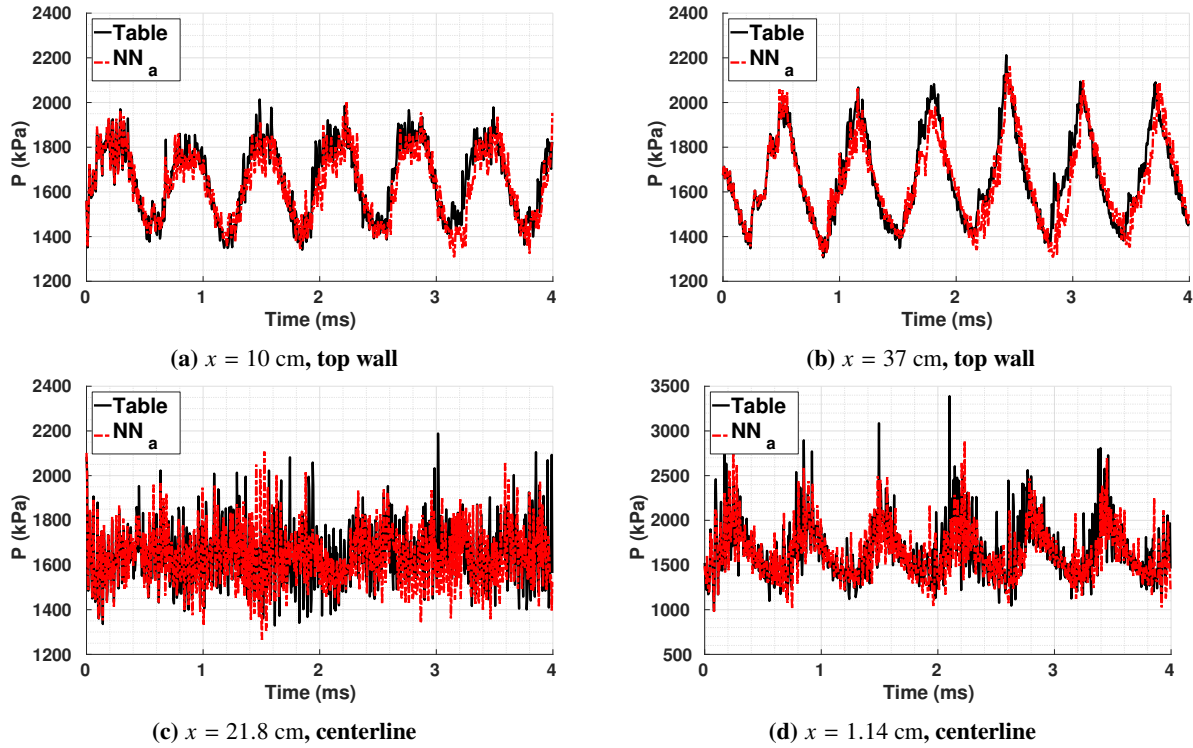 2400
2200
2000
1800
1600
1400
1200
P (kPa)
Table
NN a
0 1 2 3 4
Time (ms)
(a) x = 10 cm, top wall
2400
2200
2000
1800
1600
1400
1200
P (kPa)
Table
NN a
0 1 2 3 4
Time (ms)
(b) x = 37 cm, top wall
2400
2200
2000
1800
1600
1400
1200
P (kPa)
Table
NN a
0 1 2 3 4
Time (ms)
(c) x = 21.8 cm, centerline
3500
3000
2500
2000
1500
1000
500
P (kPa)
Table
NN a
0 1 2 3 4
Time (ms)
(d) x = 1.14 cm, centerline